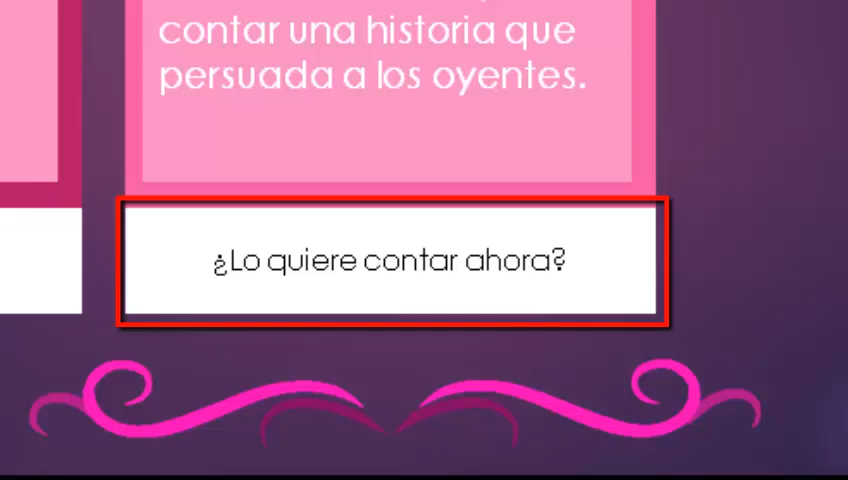 contar una historia que
persuada a los oyentes.
¿Lo quiere contar ahora?